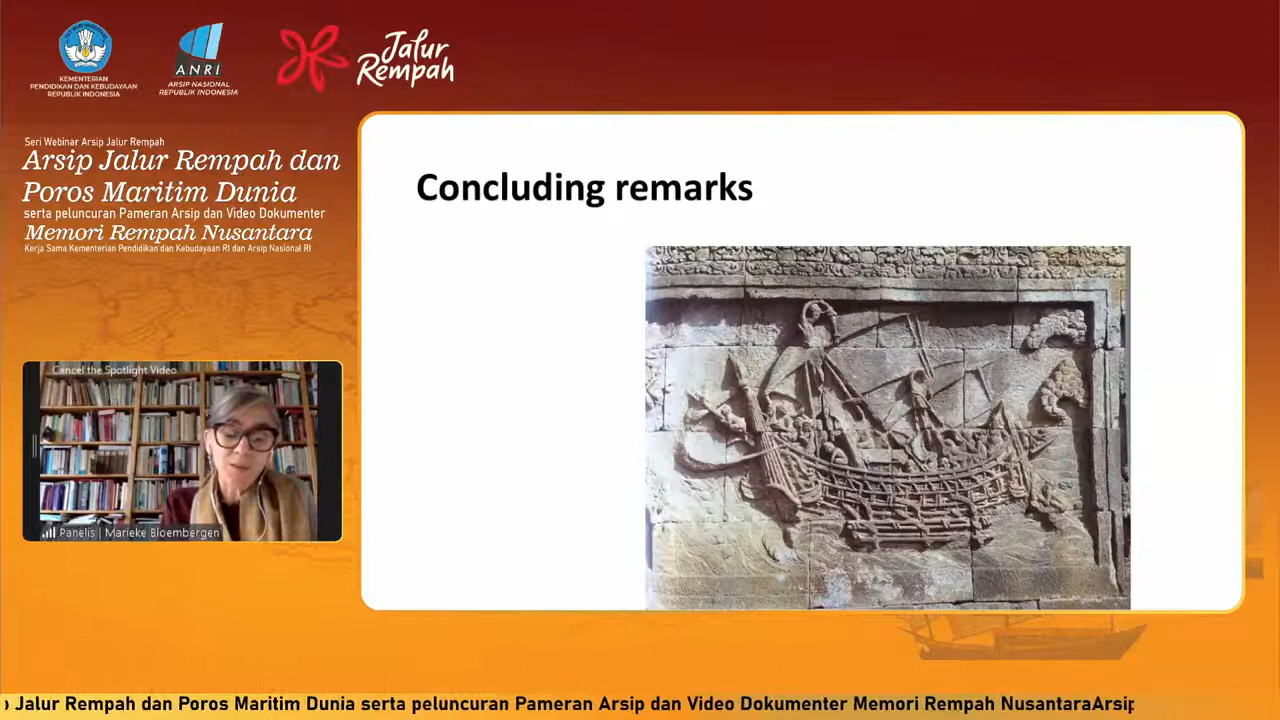 KEMENTERIAN
PENDIDIKAN DAN KEBUDAYAAN
REPUBLIK INDONESIA
ANRI
ARSIP NASIONAL
REPUBLIK INDONESIA
Jalur
Rempah
Seri Webinar Arsip Jalur Rempah
Arsip Jalur Rempah dan
Poros Maritim Dunia
serta peluncuran Pameran Arsip dan Video Dokumenter
Memori Rempah Nusantara
Kerja Sama Kementerian Pendidikan dan Kebudayaan RI dan Arsip Nasional RI
Concluding remarks
Cancel the Spotlight Video
Panelis | Marieke Bloembergen
Jalur Rempah dan Poros Maritim Dunia serta peluncuran Pameran Arsip dan Video Dokumenter Memori Rempah NusantaraArsip